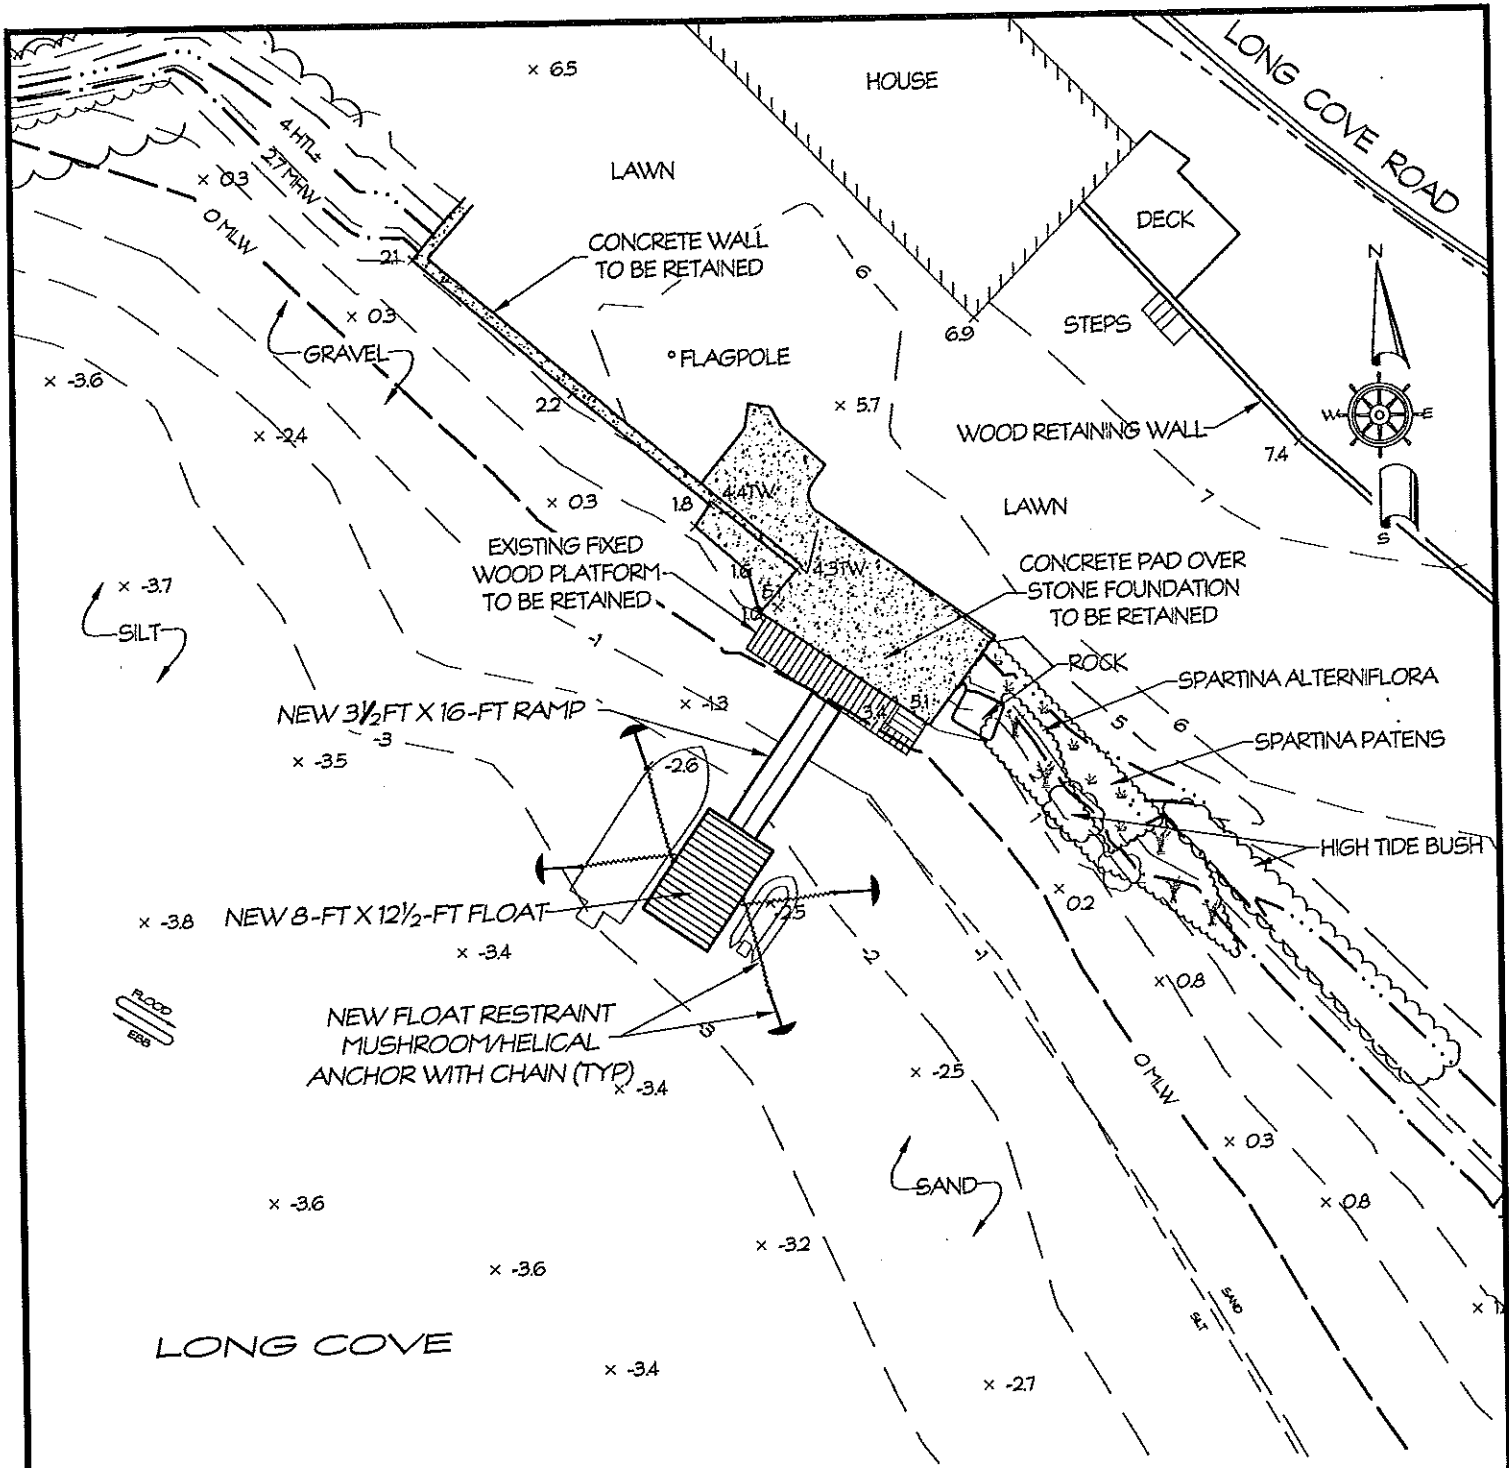 LONG COVE ROAD
× 6.5
HOUSE
4 HTL±
2.7 MHW
LAWN
× 0.3
0 MLW
DECK
CONCRETE WALL
TO BE RETAINED
2.1
6
N
× 0.3
STEPS
6.9
GRAVEL
FLAGPOLE
× -3.6
2.2
× 5.7
W
E
× -2.4
WOOD RETAINING WALL
7.4
1.8
4.4TW
× 0.3
LAWN
7
S
EXISTING FIXED
WOOD PLATFORM
TO BE RETAINED
CONCRETE PAD OVER
STONE FOUNDATION
TO BE RETAINED
4.3TW
× -3.7
SILT
-1
ROCK
SPARTINA ALTERNIFLORA
NEW 3½FT X 16-FT RAMP
× -1.3
3.4
5.1
5
6
SPARTINA PATENS
-3
× -3.5
-2.6
HIGH TIDE BUSH
× -3.8
NEW 8-FT X 12½-FT FLOAT
-2.5
× 0.2
× -3.4
-2
-1
× 0.8
FLOOD
EBB
NEW FLOAT RESTRAINT
MUSHROOM/HELICAL
ANCHOR WITH CHAIN (TYP)
-3
× -3.4
× -2.5
0 MLW
× 0.3
SAND
× -3.6
× 0.8
× -3.2
× -3.6
SAND
SILT
LONG COVE
× -3.4
× -2.7